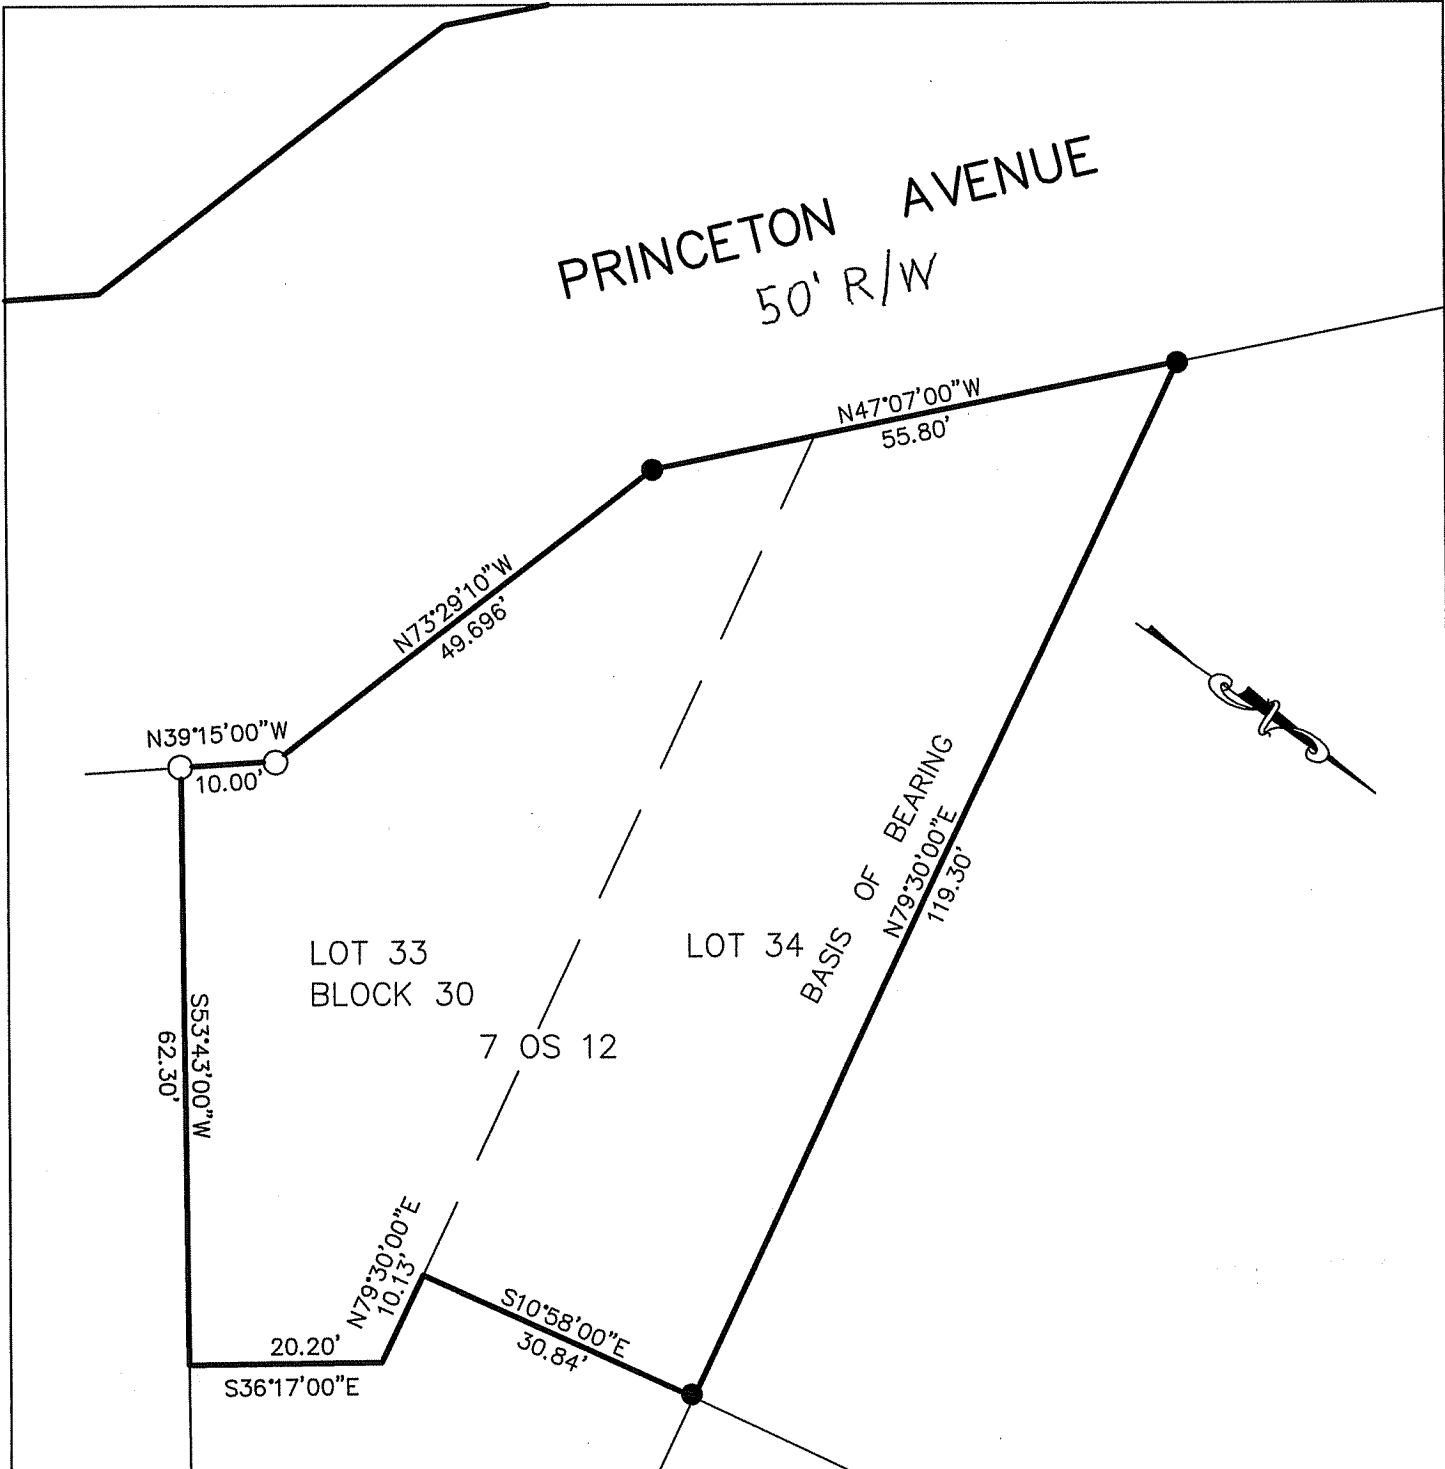 PRINCETON AVENUE
50' R/W
N47°07'00"W
55.80'
N73°29'10"W
49.696'
N39°15'00"W
10.00'
BASIS OF BEARING
N79°30'00"E
119.30'
LOT 33
BLOCK 30
LOT 34
7 OS 12
S53°43'00"W
62.30'
N79°30'00"E
10.13'
S10°58'00"E
30.84'
20.20'
S36°17'00"E